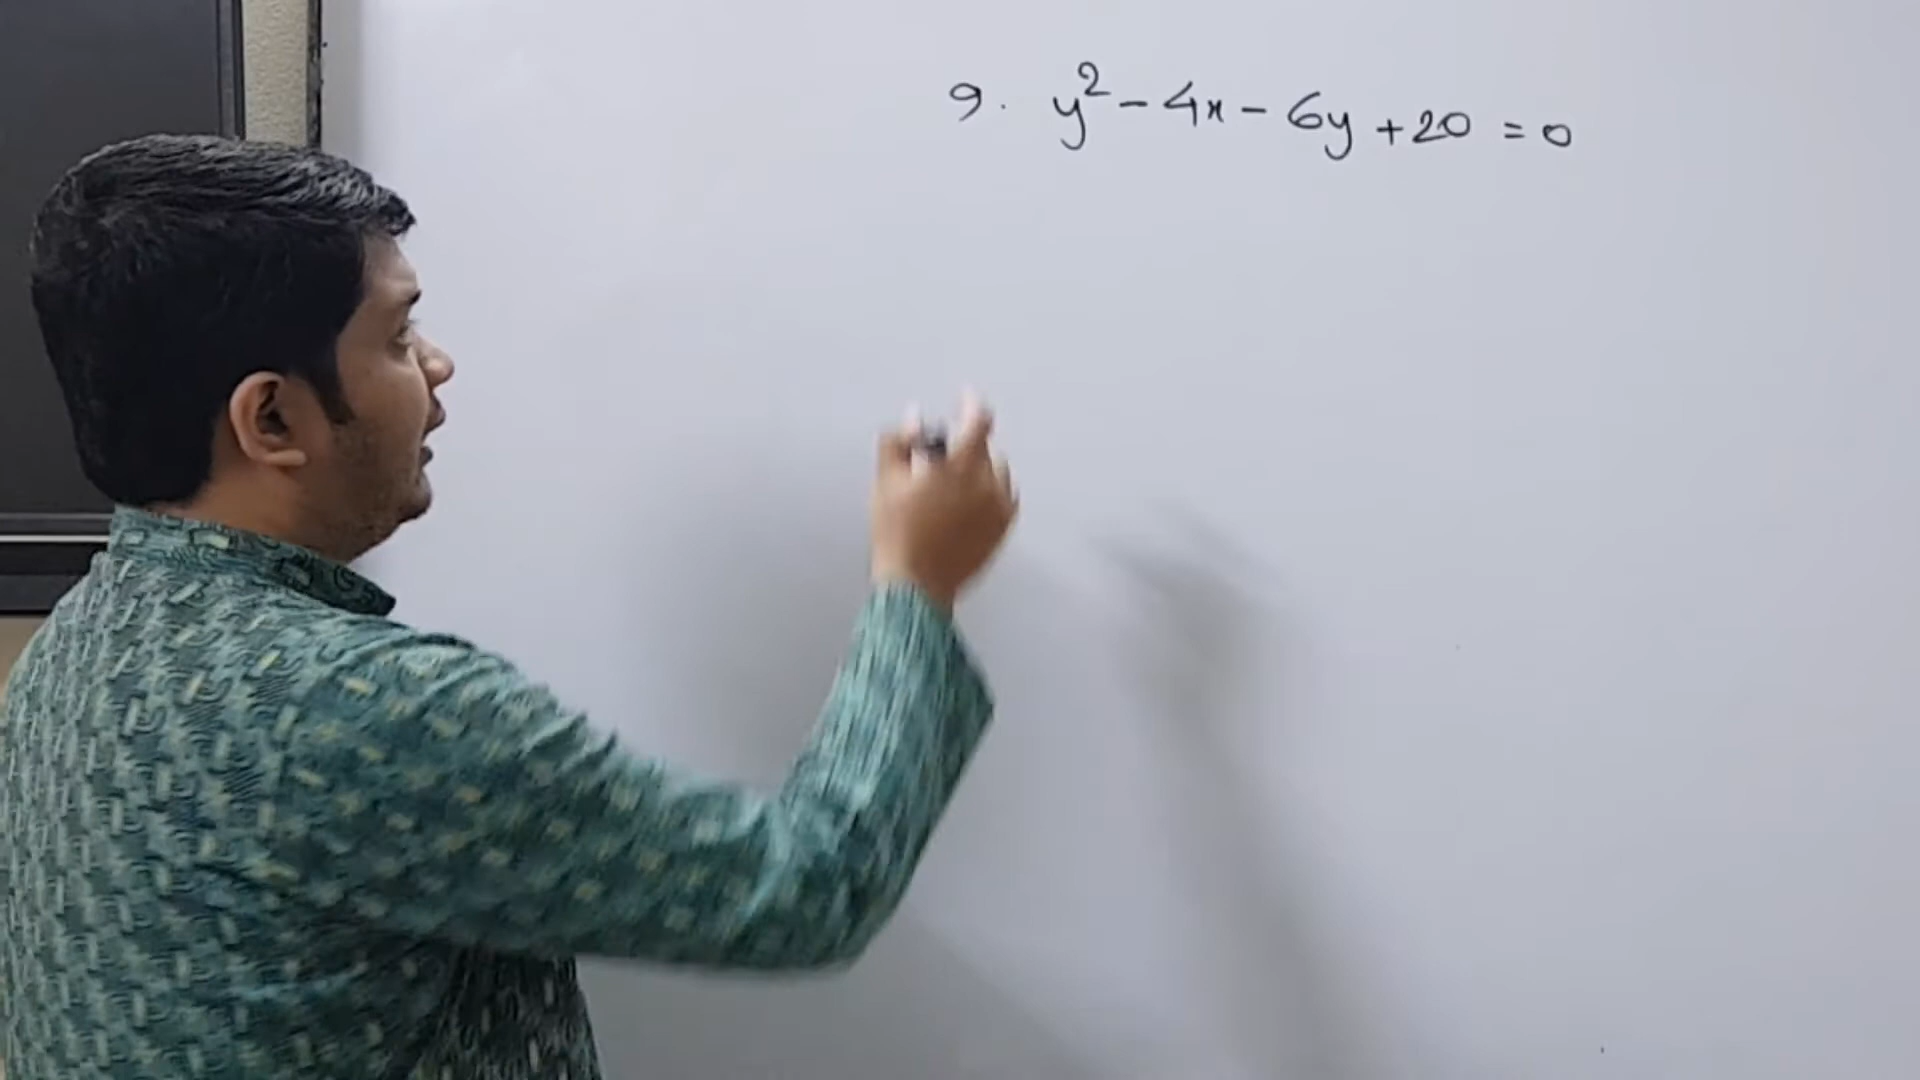 9. y² - 4x - 6y + 20 = 0